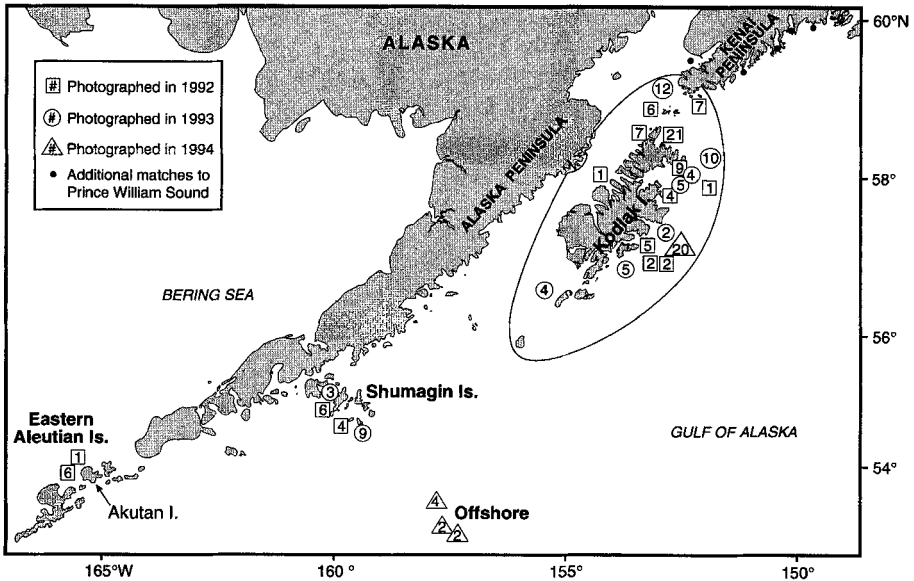 60°N
ALASKA
KENAI
PENINSULA
# Photographed in 1992
# Photographed in 1993
# Photographed in 1994
Additional matches to
Prince William Sound
12
6
7
7
21
10
9
4
5
1
1
4
58°
ALASKA PENINSULA
Kodiak I.
2
5
20
2
2
5
4
BERING SEA
56°
3
Shumagin Is.
6
4
9
GULF OF ALASKA
Eastern
Aleutian Is.
1
6
54°
Akutan I.
4
Offshore
2
2
165°W
160°
155°
150°